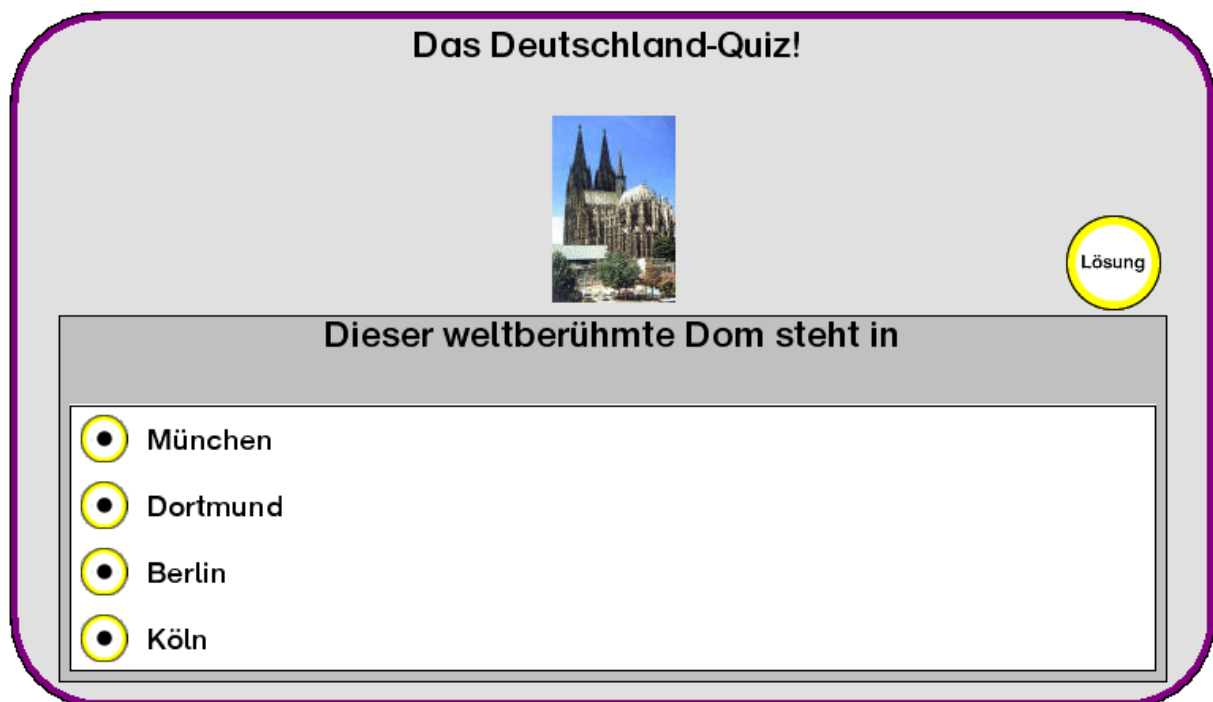 Das Deutschland-Quiz!
Lösung
Dieser weltberühmte Dom steht in
München
Dortmund
Berlin
Köln